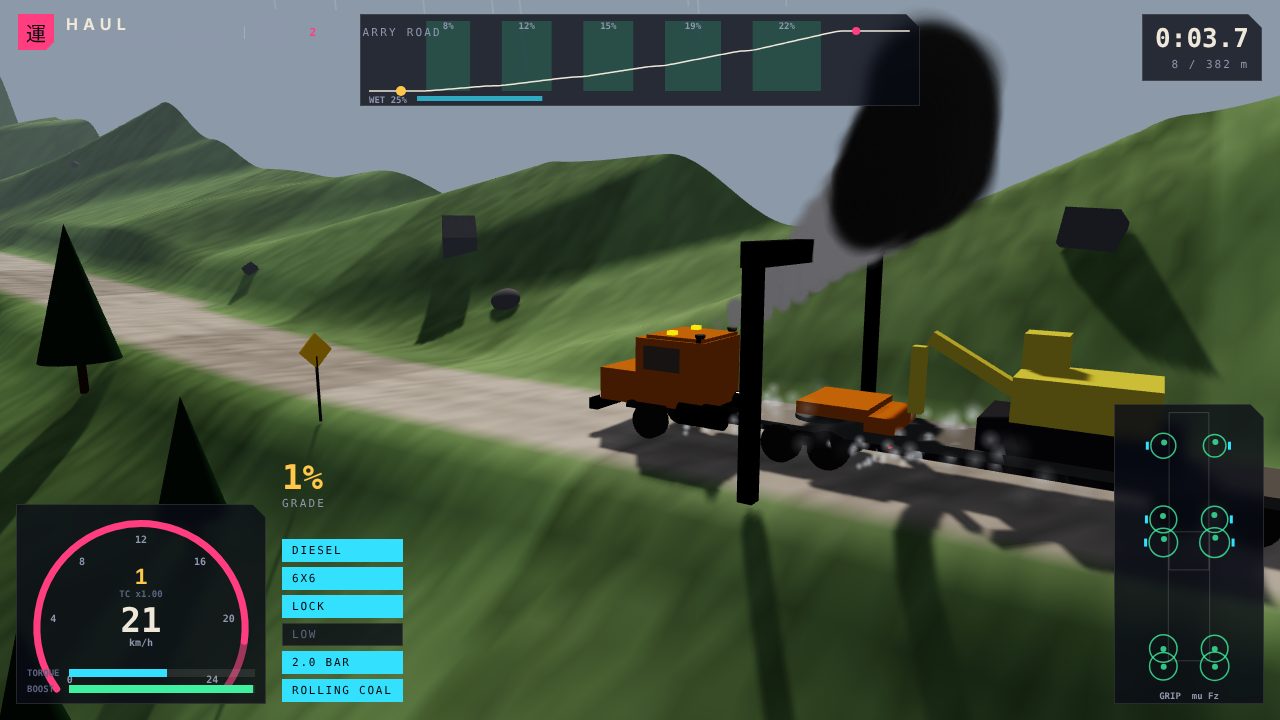 運 HAUL
2
ARRY ROAD
8% 12% 15% 19% 22%
WET 25%
0:03.7
8 / 382 m
1%
GRADE
DIESEL
6X6
LOCK
LOW
2.0 BAR
ROLLING COAL
0 4 8 12 16 20 24
1
TC x1.00
21
km/h
TORQUE
BOOST
GRIP mu Fz